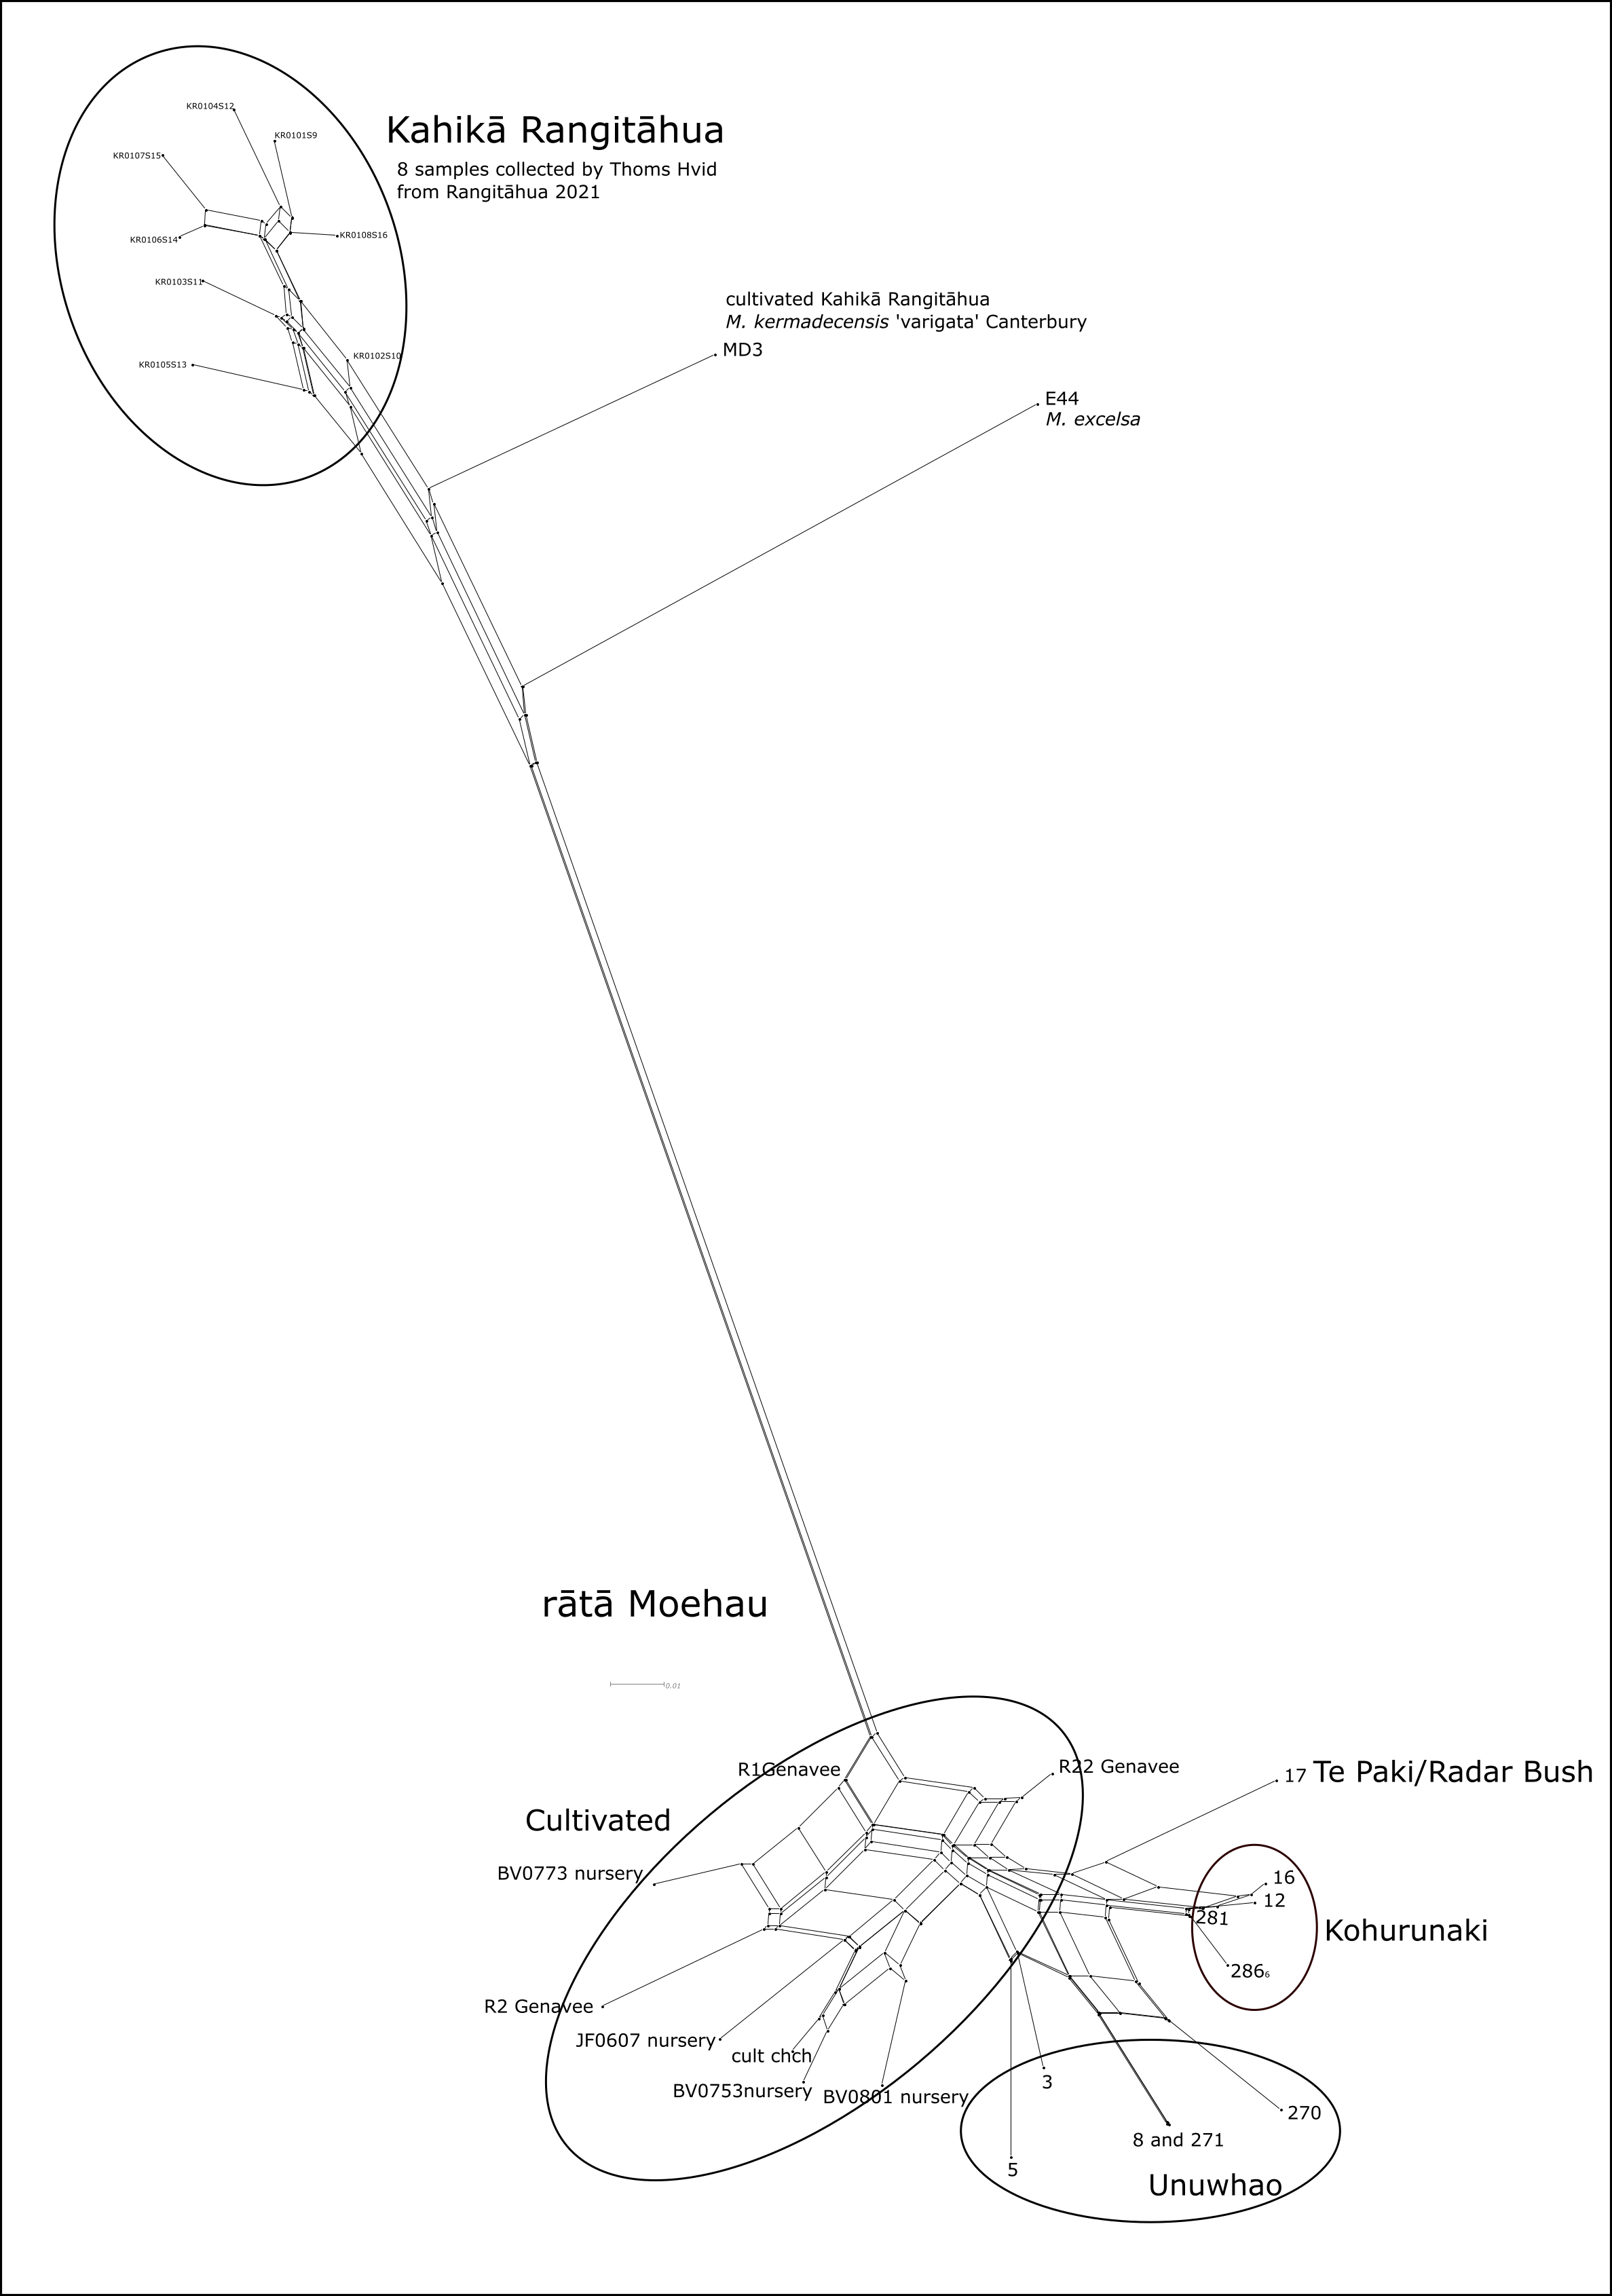 KR0104S12
KR0101S9
KR0107S15
KR0106S14
KR0108S16
KR0103S11
KR0102S10
KR0105S13
Kahikā Rangitāhua
8 samples collected by Thoms Hvid
from Rangitāhua 2021
cultivated Kahikā Rangitāhua
M. kermadecensis 'varigata' Canterbury
MD3
E44
M. excelsa
rātā Moehau
0.01
R1Genavee
R22 Genavee
17 Te Paki/Radar Bush
Cultivated
BV0773 nursery
16
12
281
Kohurunaki
2866
R2 Genavee
JF0607 nursery
cult chch
BV0753nursery
BV0801 nursery
3
270
8 and 271
5
Unuwhao